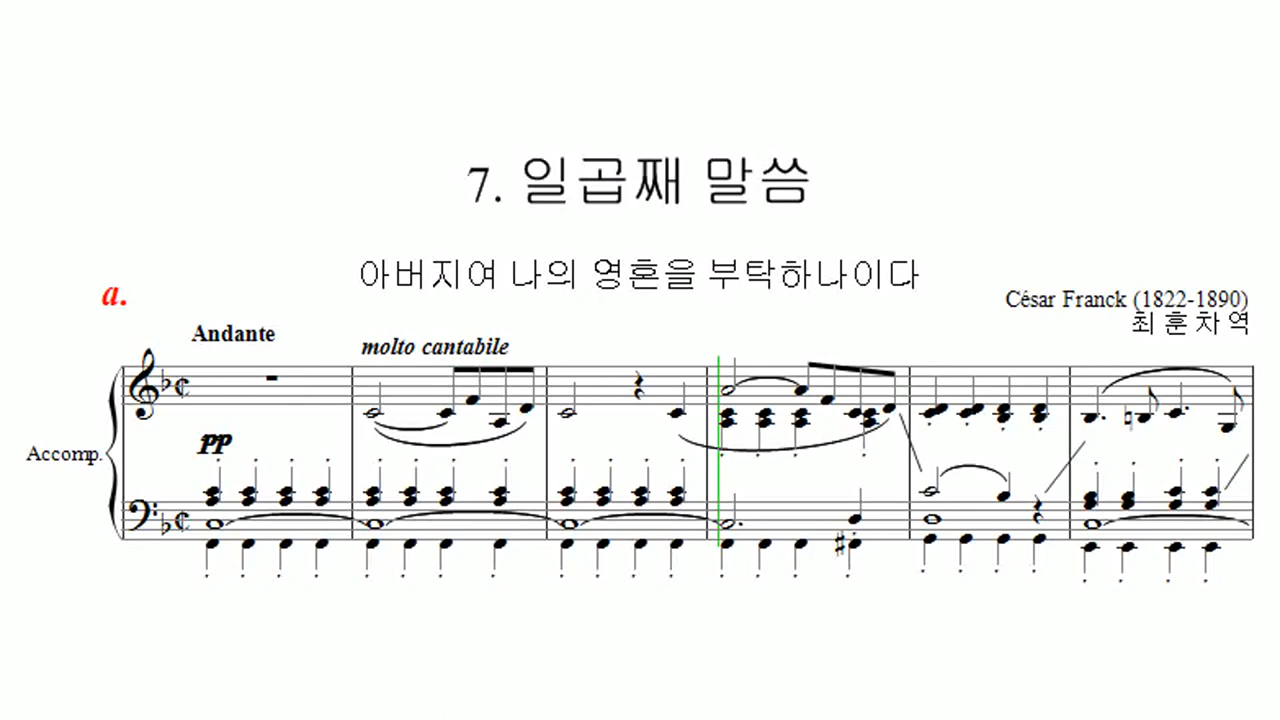 7. 일곱째 말씀
아버지여 나의 영혼을 부탁하나이다
a.
César Franck (1822-1890)
최 훈 차 역
Andante
molto cantabile
pp
Accomp.